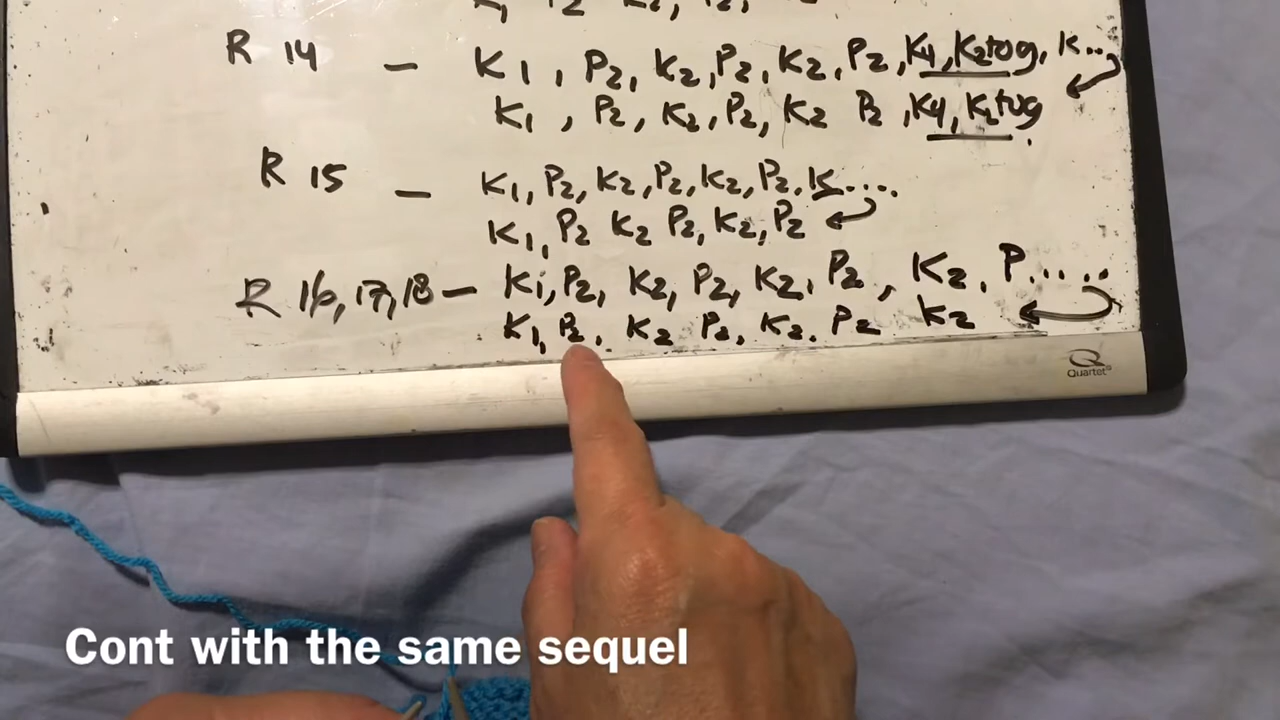 R 14 - K1, P2, K2, P2, K2, P2, K4, K2tog, K..
K1, P2, K2, P2, K2 P2, K4, K2tog.
R 15 - K1, P2, K2, P2, K2, P2, K....
K1, P2 K2 P2, K2, P2
R 16, 17, 18 - K1, P2, K2, P2, K2, P2, K2, P.....
K1, P2, K2 P2, K2, P2 K2
Quartet
Cont with the same sequel